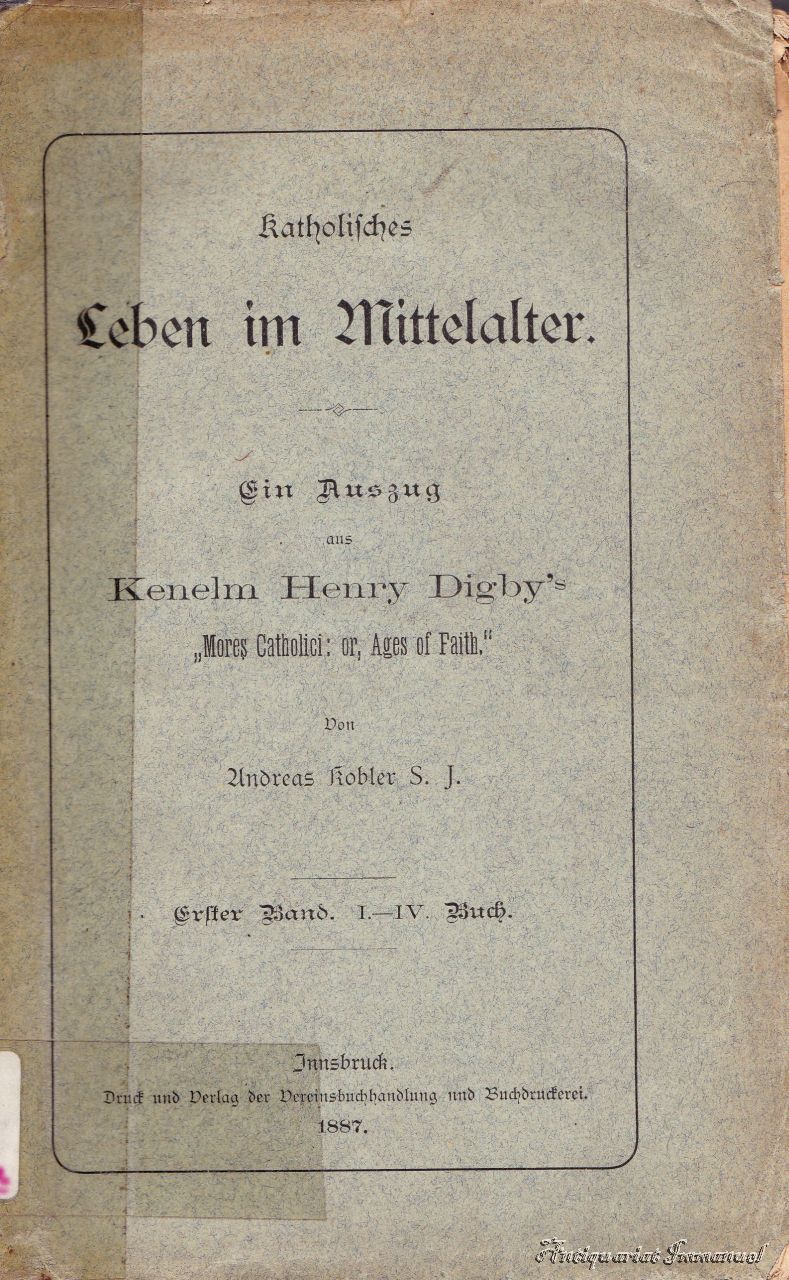 Katholisches
Leben im Mittelalter.
Ein Auszug
aus
Kenelm Henry Digby's
„Mores Catholici: or, Ages of Faith.“
Von
Andreas Kobler S. J.
Erster Band. I.—IV. Buch.
Innsbruck.
Druck und Verlag der Vereinsbuchhandlung und Buchdruckerei.
1887.
Antiquariat Immanuel